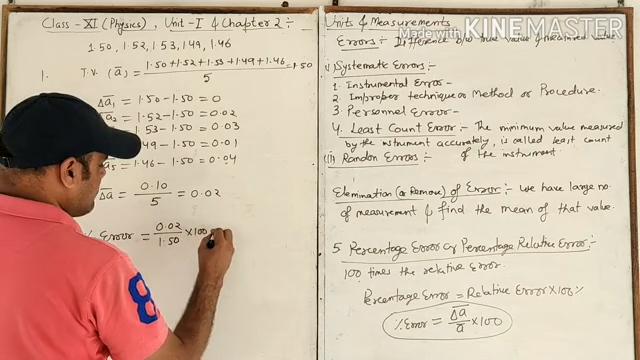 Class - XI (Physics), Unit - I & Chapter 2 :-
1.50, 1.52, 1.53, 1.49, 1.46
1. T.V. (a̅) = (1.50 + 1.52 + 1.53 + 1.49 + 1.46)/5 = 1.50
Δa̅1 = 1.50 - 1.50 = 0
a̅2 = 1.52 - 1.50 = 0.02
1.53 - 1.50 = 0.03
49 - 1.50 = 0.01
a̅5 = 1.46 - 1.50 = 0.04
Δa̅ = 0.10/5 = 0.02
% Error = 0.02/1.50 × 100
Units & Measurements
Errors :- Difference b/w true value & measured value
(i) Systematic Errors :-
1. Instrumental Error -
2. Improper technique or Method or Procedure.
3. Personnel Error -
4. Least Count Error :- The minimum value measured
by the instrument accurately, is called least count
(ii) Random Errors :- of the instrument.
Elemination (or Remove) of Error :- We have large no
of measurement & find the mean of that value.
5. Percentage Error or Percentage Relative Error :-
100 times the relative Error.
Percentage Error = Relative Error × 100%
% Error = Δa̅/a̅ × 100
Made with KINEMASTER
8